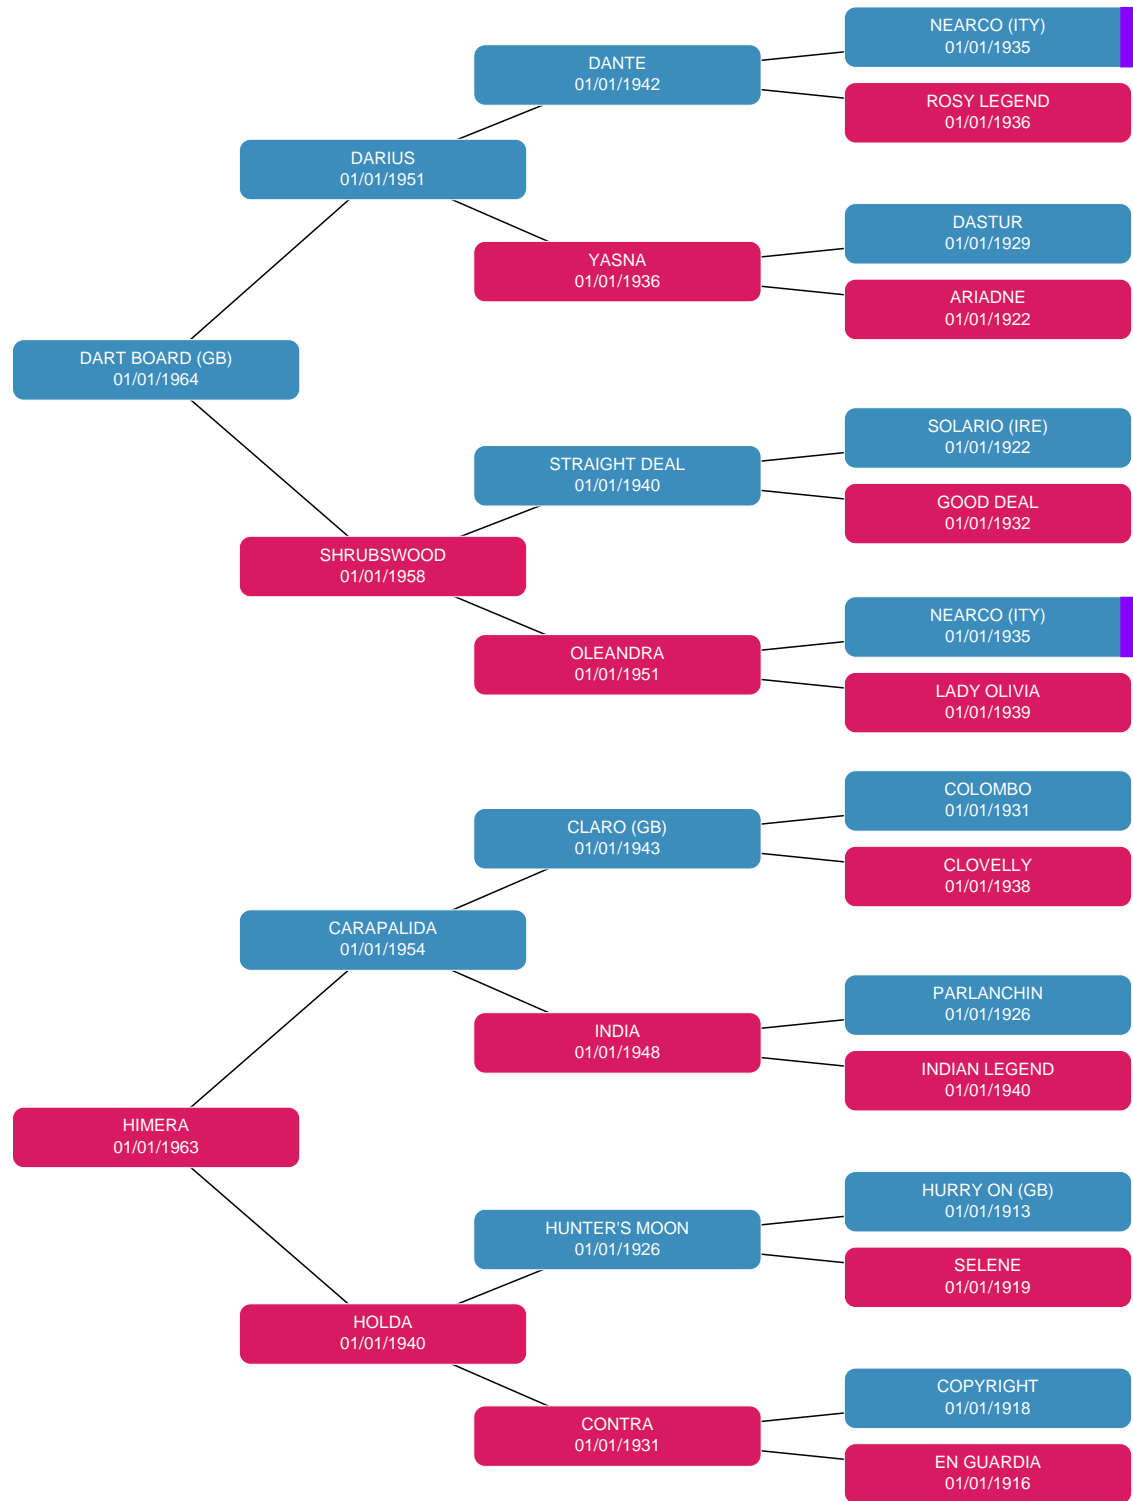 NEARCO (ITY)
01/01/1935
DANTE
01/01/1942
ROSY LEGEND
01/01/1936
DARIUS
01/01/1951
DASTUR
01/01/1929
YASNA
01/01/1936
ARIADNE
01/01/1922
DART BOARD (GB)
01/01/1964
SOLARIO (IRE)
01/01/1922
STRAIGHT DEAL
01/01/1940
GOOD DEAL
01/01/1932
SHRUBSWOOD
01/01/1958
NEARCO (ITY)
01/01/1935
OLEANDRA
01/01/1951
LADY OLIVIA
01/01/1939
COLOMBO
01/01/1931
CLARO (GB)
01/01/1943
CLOVELLY
01/01/1938
CARAPALIDA
01/01/1954
PARLANCHIN
01/01/1926
INDIA
01/01/1948
INDIAN LEGEND
01/01/1940
HIMERA
01/01/1963
HURRY ON (GB)
01/01/1913
HUNTER'S MOON
01/01/1926
SELENE
01/01/1919
HOLDA
01/01/1940
COPYRIGHT
01/01/1918
CONTRA
01/01/1931
EN GUARDIA
01/01/1916